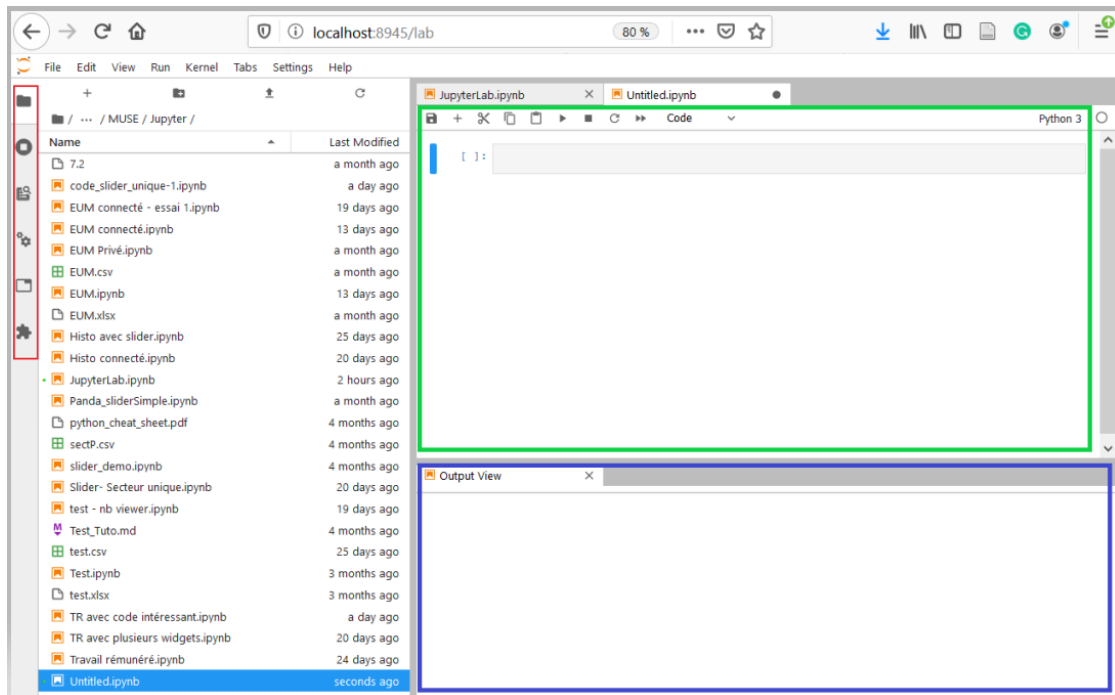 localhost:8945/lab
80 %
File Edit View Run Kernel Tabs Settings Help
/ ··· / MUSE / Jupyter /
Name Last Modified
7.2 a month ago
code_slider_unique-1.ipynb a day ago
EUM connecté - essai 1.ipynb 19 days ago
EUM connecté.ipynb 13 days ago
EUM Privé.ipynb a month ago
EUM.csv a month ago
EUM.ipynb 13 days ago
EUM.xlsx a month ago
Histo avec slider.ipynb 25 days ago
Histo connecté.ipynb 20 days ago
JupyterLab.ipynb 2 hours ago
Panda_sliderSimple.ipynb a month ago
python_cheat_sheet.pdf 4 months ago
sectP.csv 4 months ago
slider_demo.ipynb 4 months ago
Slider- Secteur unique.ipynb 20 days ago
test - nb viewer.ipynb 19 days ago
Test_Tuto.md 4 months ago
test.csv 25 days ago
Test.ipynb 3 months ago
test.xlsx 3 months ago
TR avec code intéressant.ipynb a day ago
TR avec plusieurs widgets.ipynb 20 days ago
Travail rémunéré.ipynb 24 days ago
Untitled.ipynb seconds ago
JupyterLab.ipynb Untitled.ipynb
Code Python 3
[ ]:
Output View